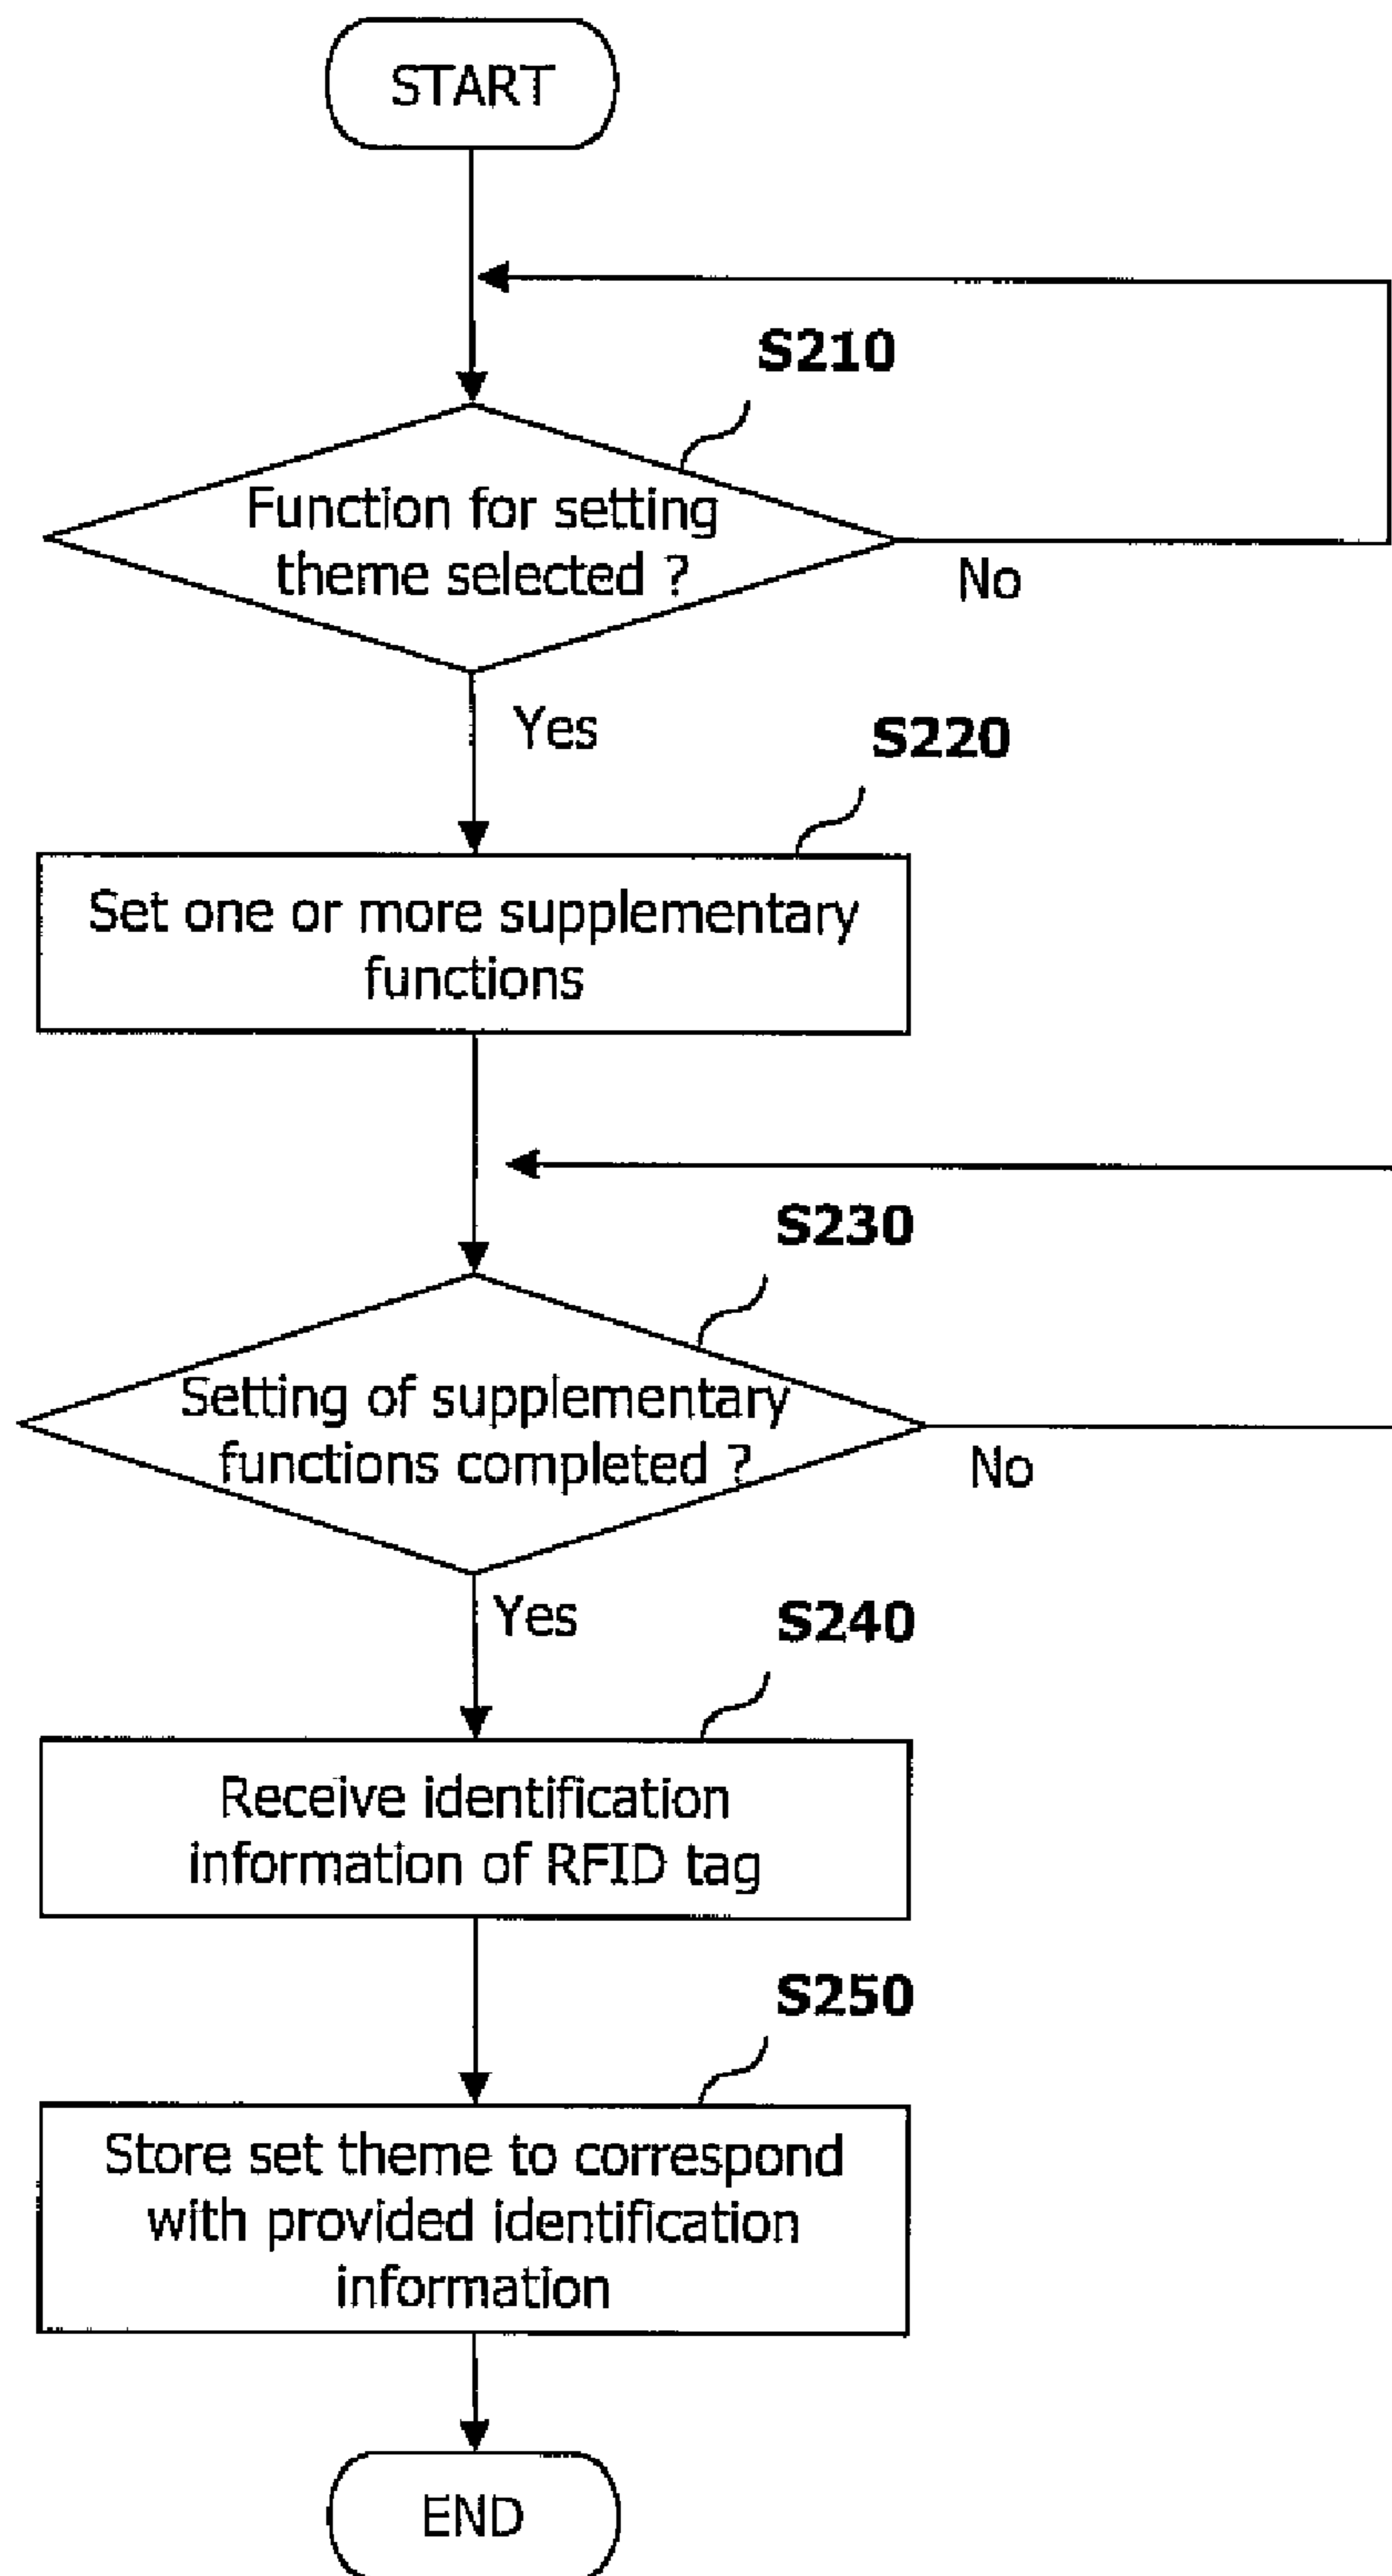 START
S210
Function for setting
theme selected ?
No
Yes
S220
Set one or more supplementary
functions
S230
Setting of supplementary
functions completed ?
No
Yes
S240
Receive identification
information of RFID tag
S250
Store set theme to correspond
with provided identification
information
END